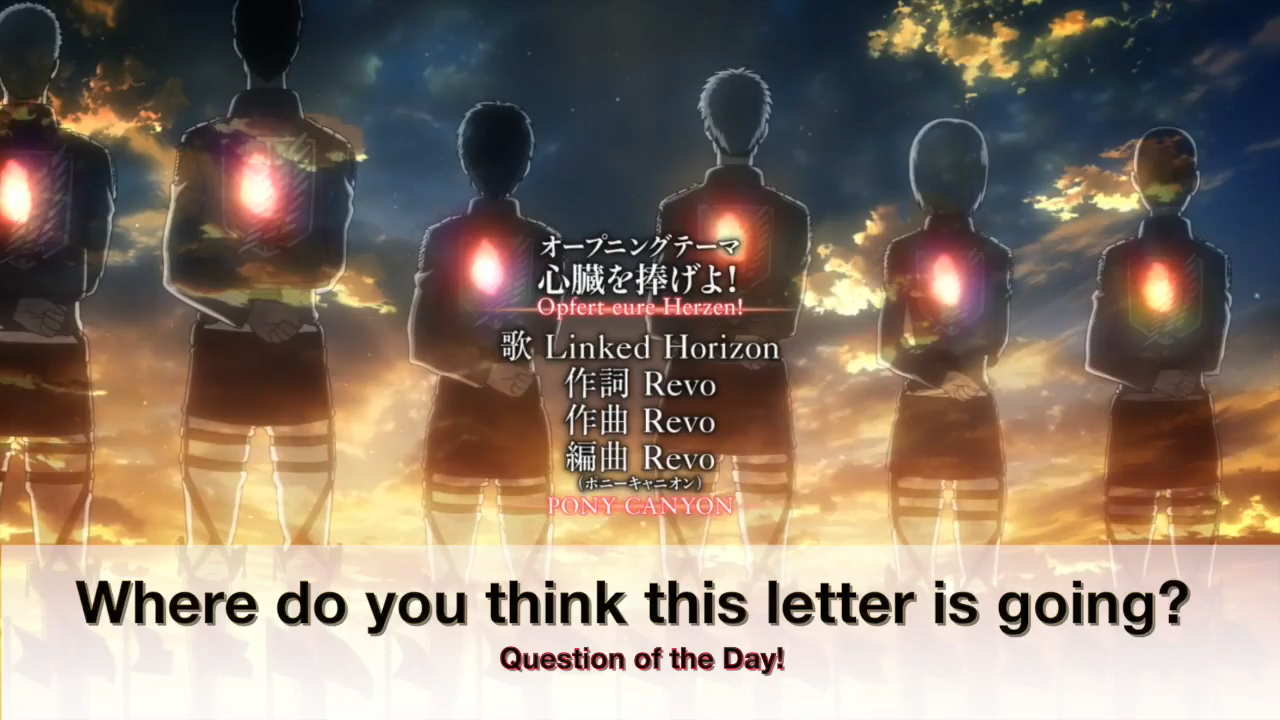 オープニングテーマ
心臓を捧げよ！
Opfert eure Herzen!
歌 Linked Horizon
作詞 Revo
作曲 Revo
編曲 Revo
（ポニーキャニオン）
PONY CANYON
Where do you think this letter is going?
Question of the Day!